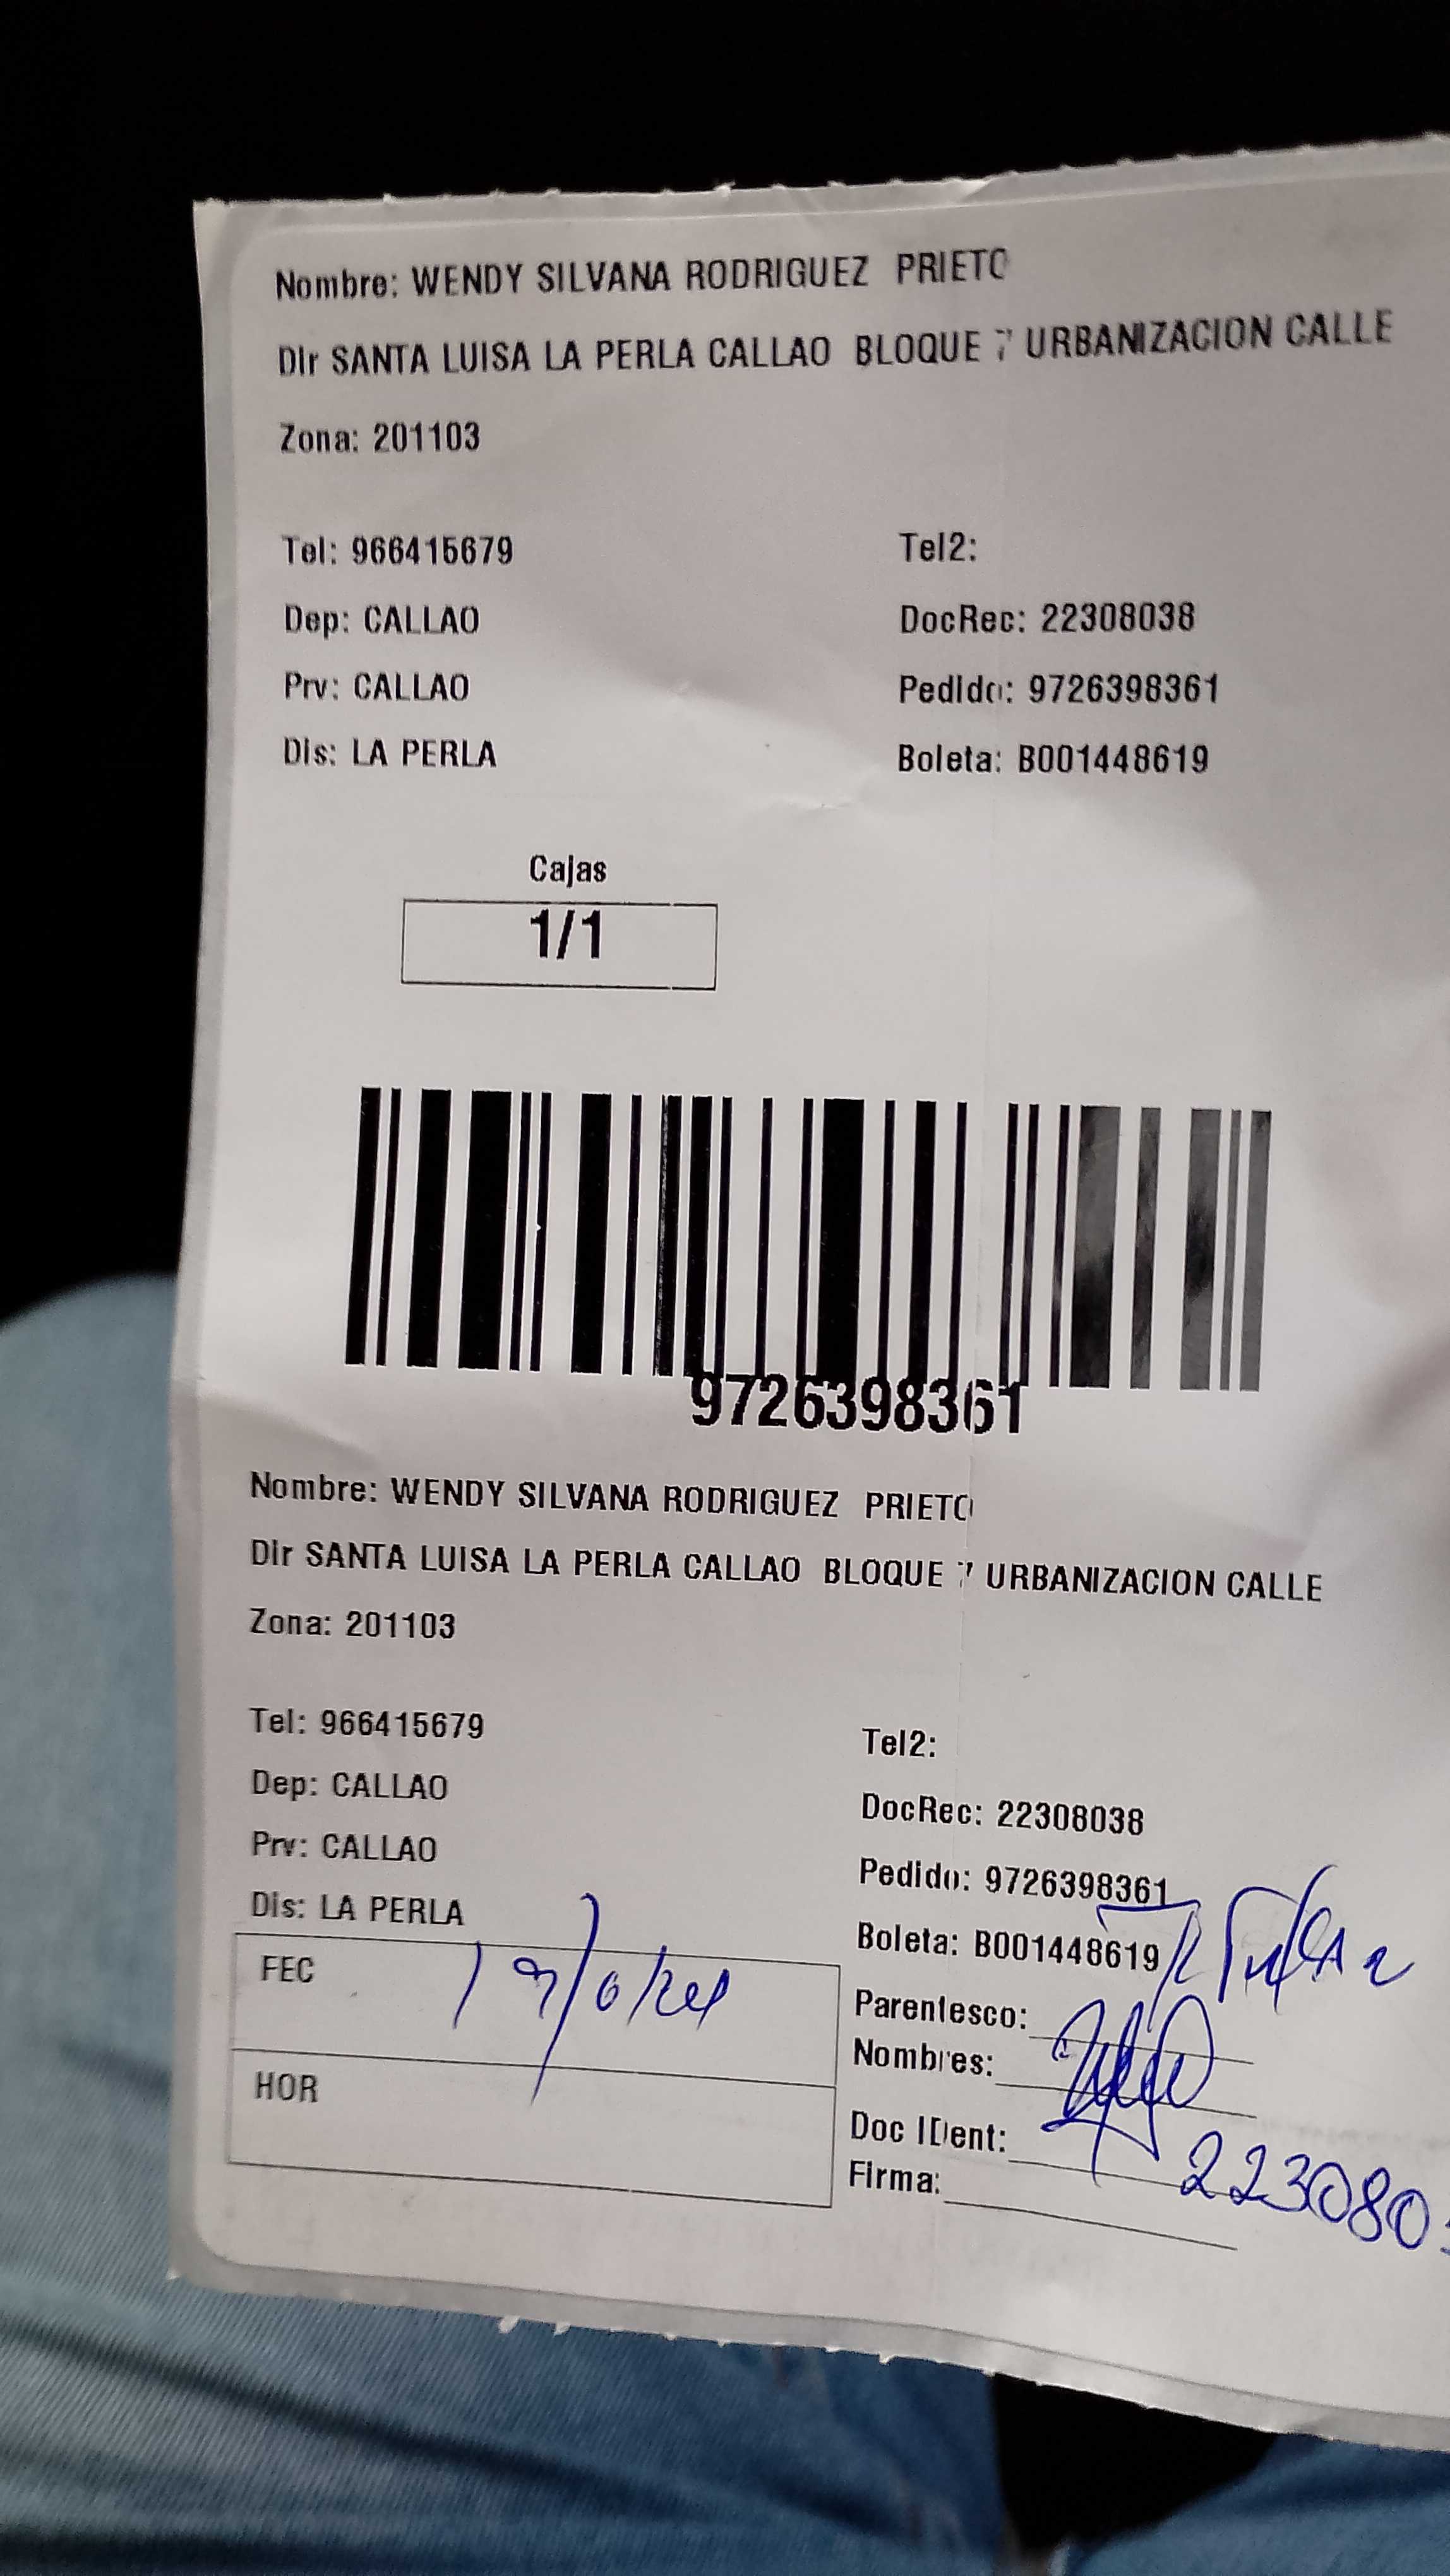 Nombre: WENDY SILVANA RODRIGUEZ PRIETO
Dir SANTA LUISA LA PERLA CALLAO BLOQUE 7 URBANIZACION CALLE
Zona: 201103
Tel: 966415679 Tel2:
Dep: CALLAO DocRec: 22308038
Prv: CALLAO Pedido: 9726398361
Dis: LA PERLA Boleta: B001448619
Cajas
1/1
9726398361
Nombre: WENDY SILVANA RODRIGUEZ PRIETO
Dir SANTA LUISA LA PERLA CALLAO BLOQUE 7 URBANIZACION CALLE
Zona: 201103
Tel: 966415679 Tel2:
Dep: CALLAO DocRec: 22308038
Prv: CALLAO Pedido: 9726398361
Dis: LA PERLA Boleta: B001448619
FEC
HOR
Parentesco:
Nombres:
Doc IDent: 2230803
Firma: